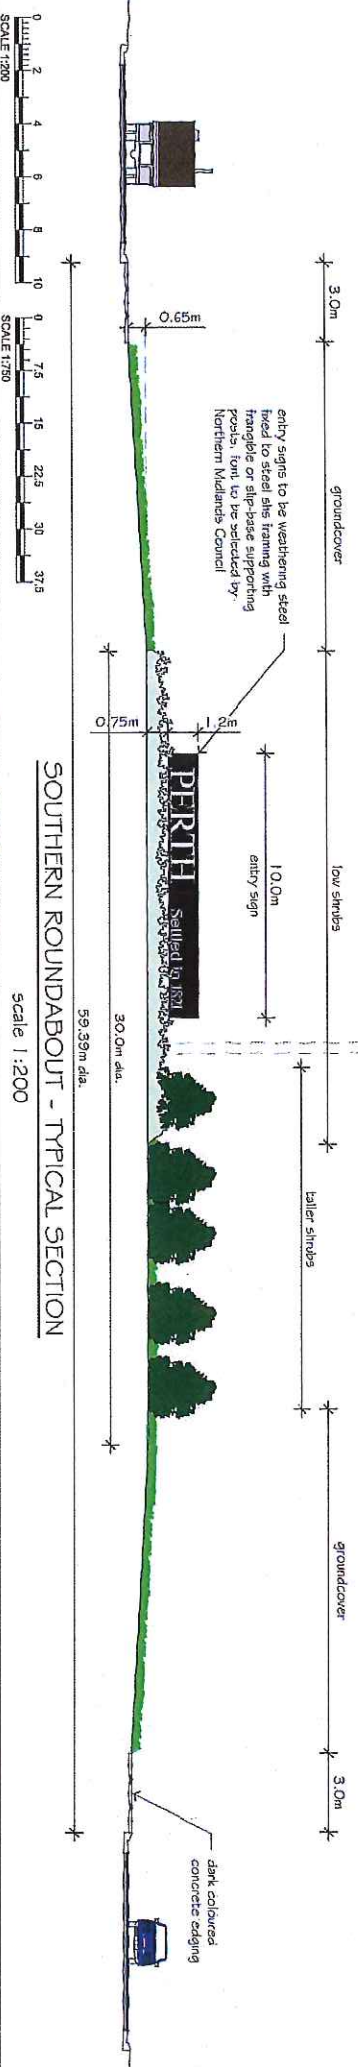 3.0m
groundcover
low shrubs
taller shrubs
groundcover
3.0m
0.65m
entry signs to be weathering steel
fixed to steel shs framing with
frangible or slip-base supporting
posts, font to be selected by
Northern Midlands Council
0.75m
1.2m
10.0m
entry sign
PERTH
Settled in 1821
dark coloured
concrete edging
30.0m dia.
59.39m dia.
SOUTHERN ROUNDABOUT - TYPICAL SECTION
scale 1:200
0 2 4 6 8 10
SCALE 1:200
0 7.5 15 22.5 30 37.5
SCALE 1:750